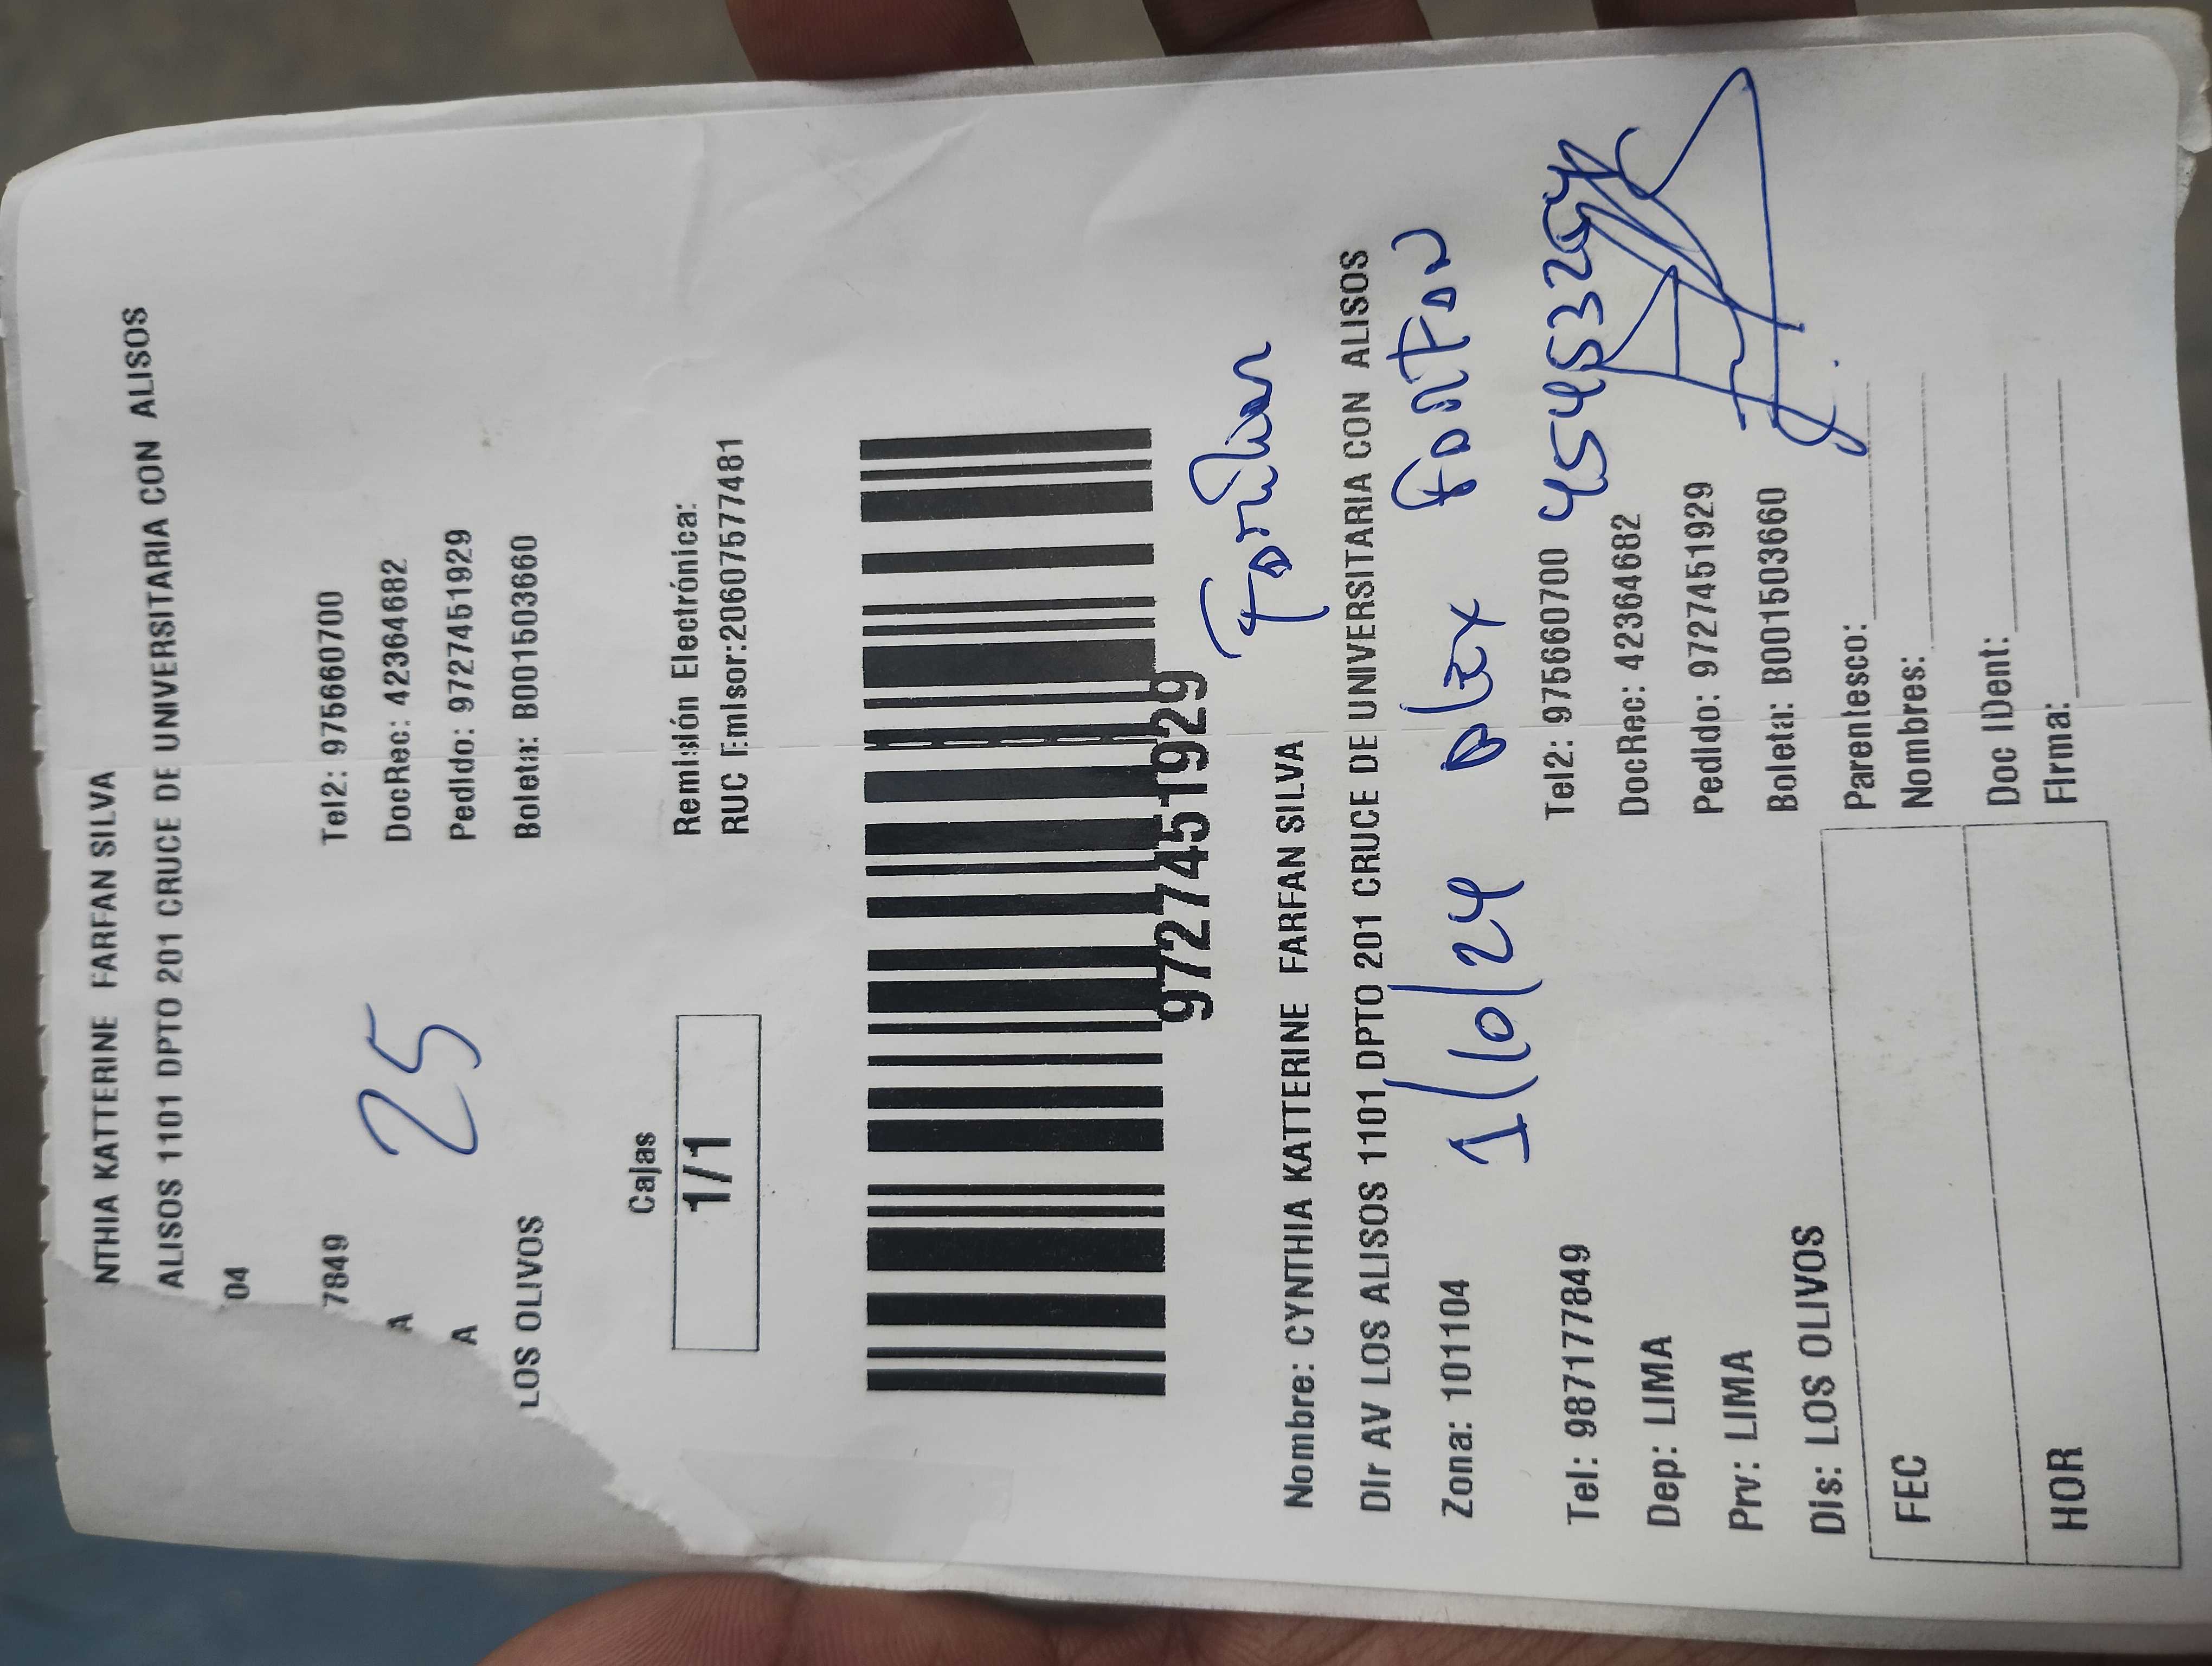 NTHIA KATTERINE FARFAN SILVA
ALISOS 1101 DPTO 201 CRUCE DE UNIVERSITARIA CON ALISOS
04
7849 Tel2: 975660700
A 25 DocRec: 42364682
A Pedido: 9727451929
LOS OLIVOS Boleta: B001503660
Cajas Remisión Electrónica:
1/1 RUC Emisor:20607577481
9727451929
Nombre: CYNTHIA KATTERINE FARFAN SILVA
Dir AV LOS ALISOS 1101 DPTO 201 CRUCE DE UNIVERSITARIA CON ALISOS
Zona: 101104 1/10/24 Alex Farfan
Tel: 987177849 Tel2: 975660700
Dep: LIMA DocRec: 42364682
Prv: LIMA Pedido: 9727451929
Dis: LOS OLIVOS Boleta: B001503660
FEC Parentesco:
Nombres:
HOR Doc IDent:
Firma: